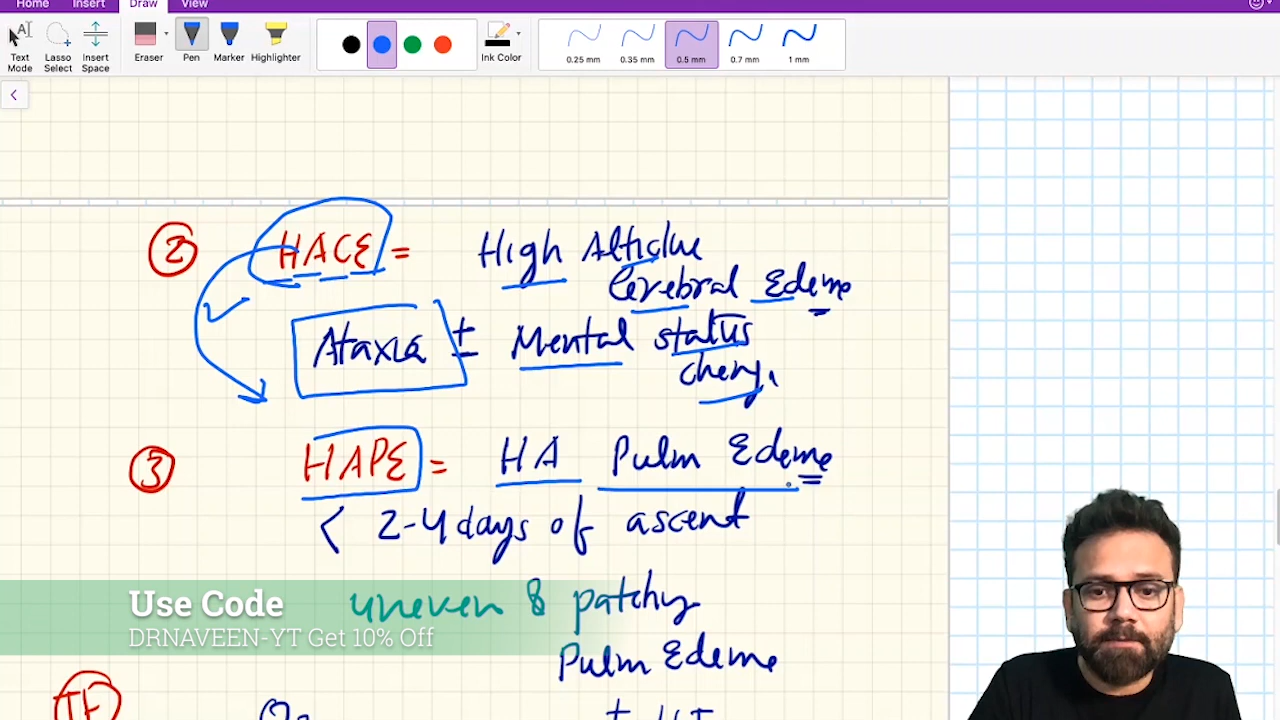 Home Insert Draw View
Text Mode
Lasso Select
Insert Space
Eraser
Pen
Marker
Highlighter
Ink Color
0.25 mm
0.35 mm
0.5 mm
0.7 mm
1 mm
② HACE = High Altitude
Cerebral Edema
Ataxia ± Mental status
chang,
③ HAPE = HA Pulm Edema
< 2-4 days of ascent
uneven & patchy
Pulm Edema
Use Code
DRNAVEEN-YT Get 10% Off